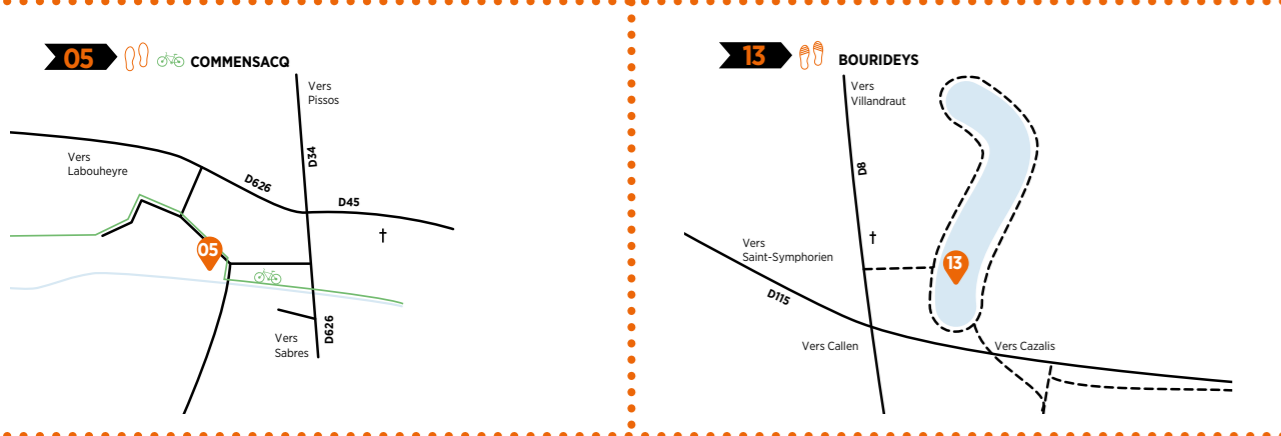 05 COMMENSACQ
Vers
Pissos
D34
Vers
Labouheyre
D626
D45
05
D626
Vers
Sabres
13 BOURIDEYS
Vers
Villandraut
D8
Vers
Saint-Symphorien
13
D115
Vers Callen
Vers Cazalis